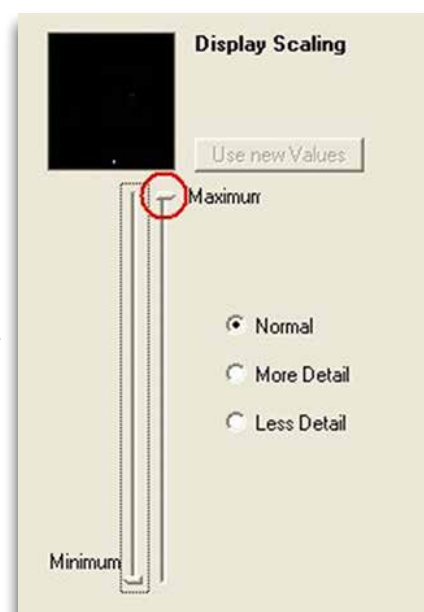 Display Scaling
Use new Values
Maximum
Normal
More Detail
Less Detail
Minimum